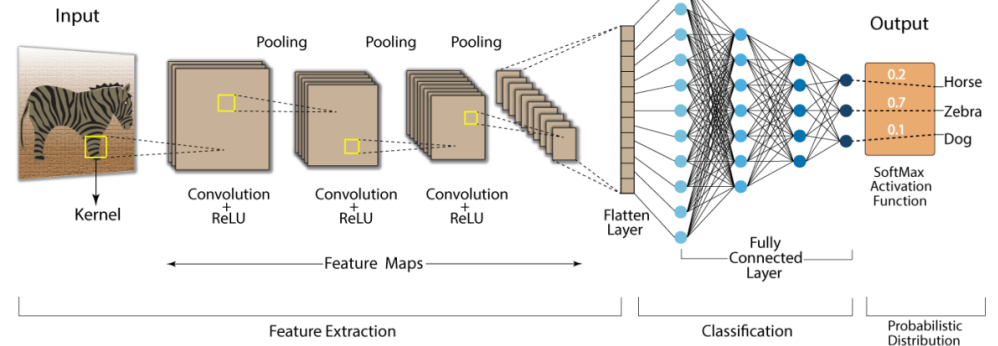 Input
Pooling
Pooling
Pooling
Output
0.2
Horse
0.7
Zebra
0.1
Dog
Kernel
Convolution
+
ReLU
Convolution
+
ReLU
Convolution
+
ReLU
Flatten
Layer
SoftMax
Activation
Function
Feature Maps
Fully
Connected
Layer
Feature Extraction
Classification
Probabilistic
Distribution